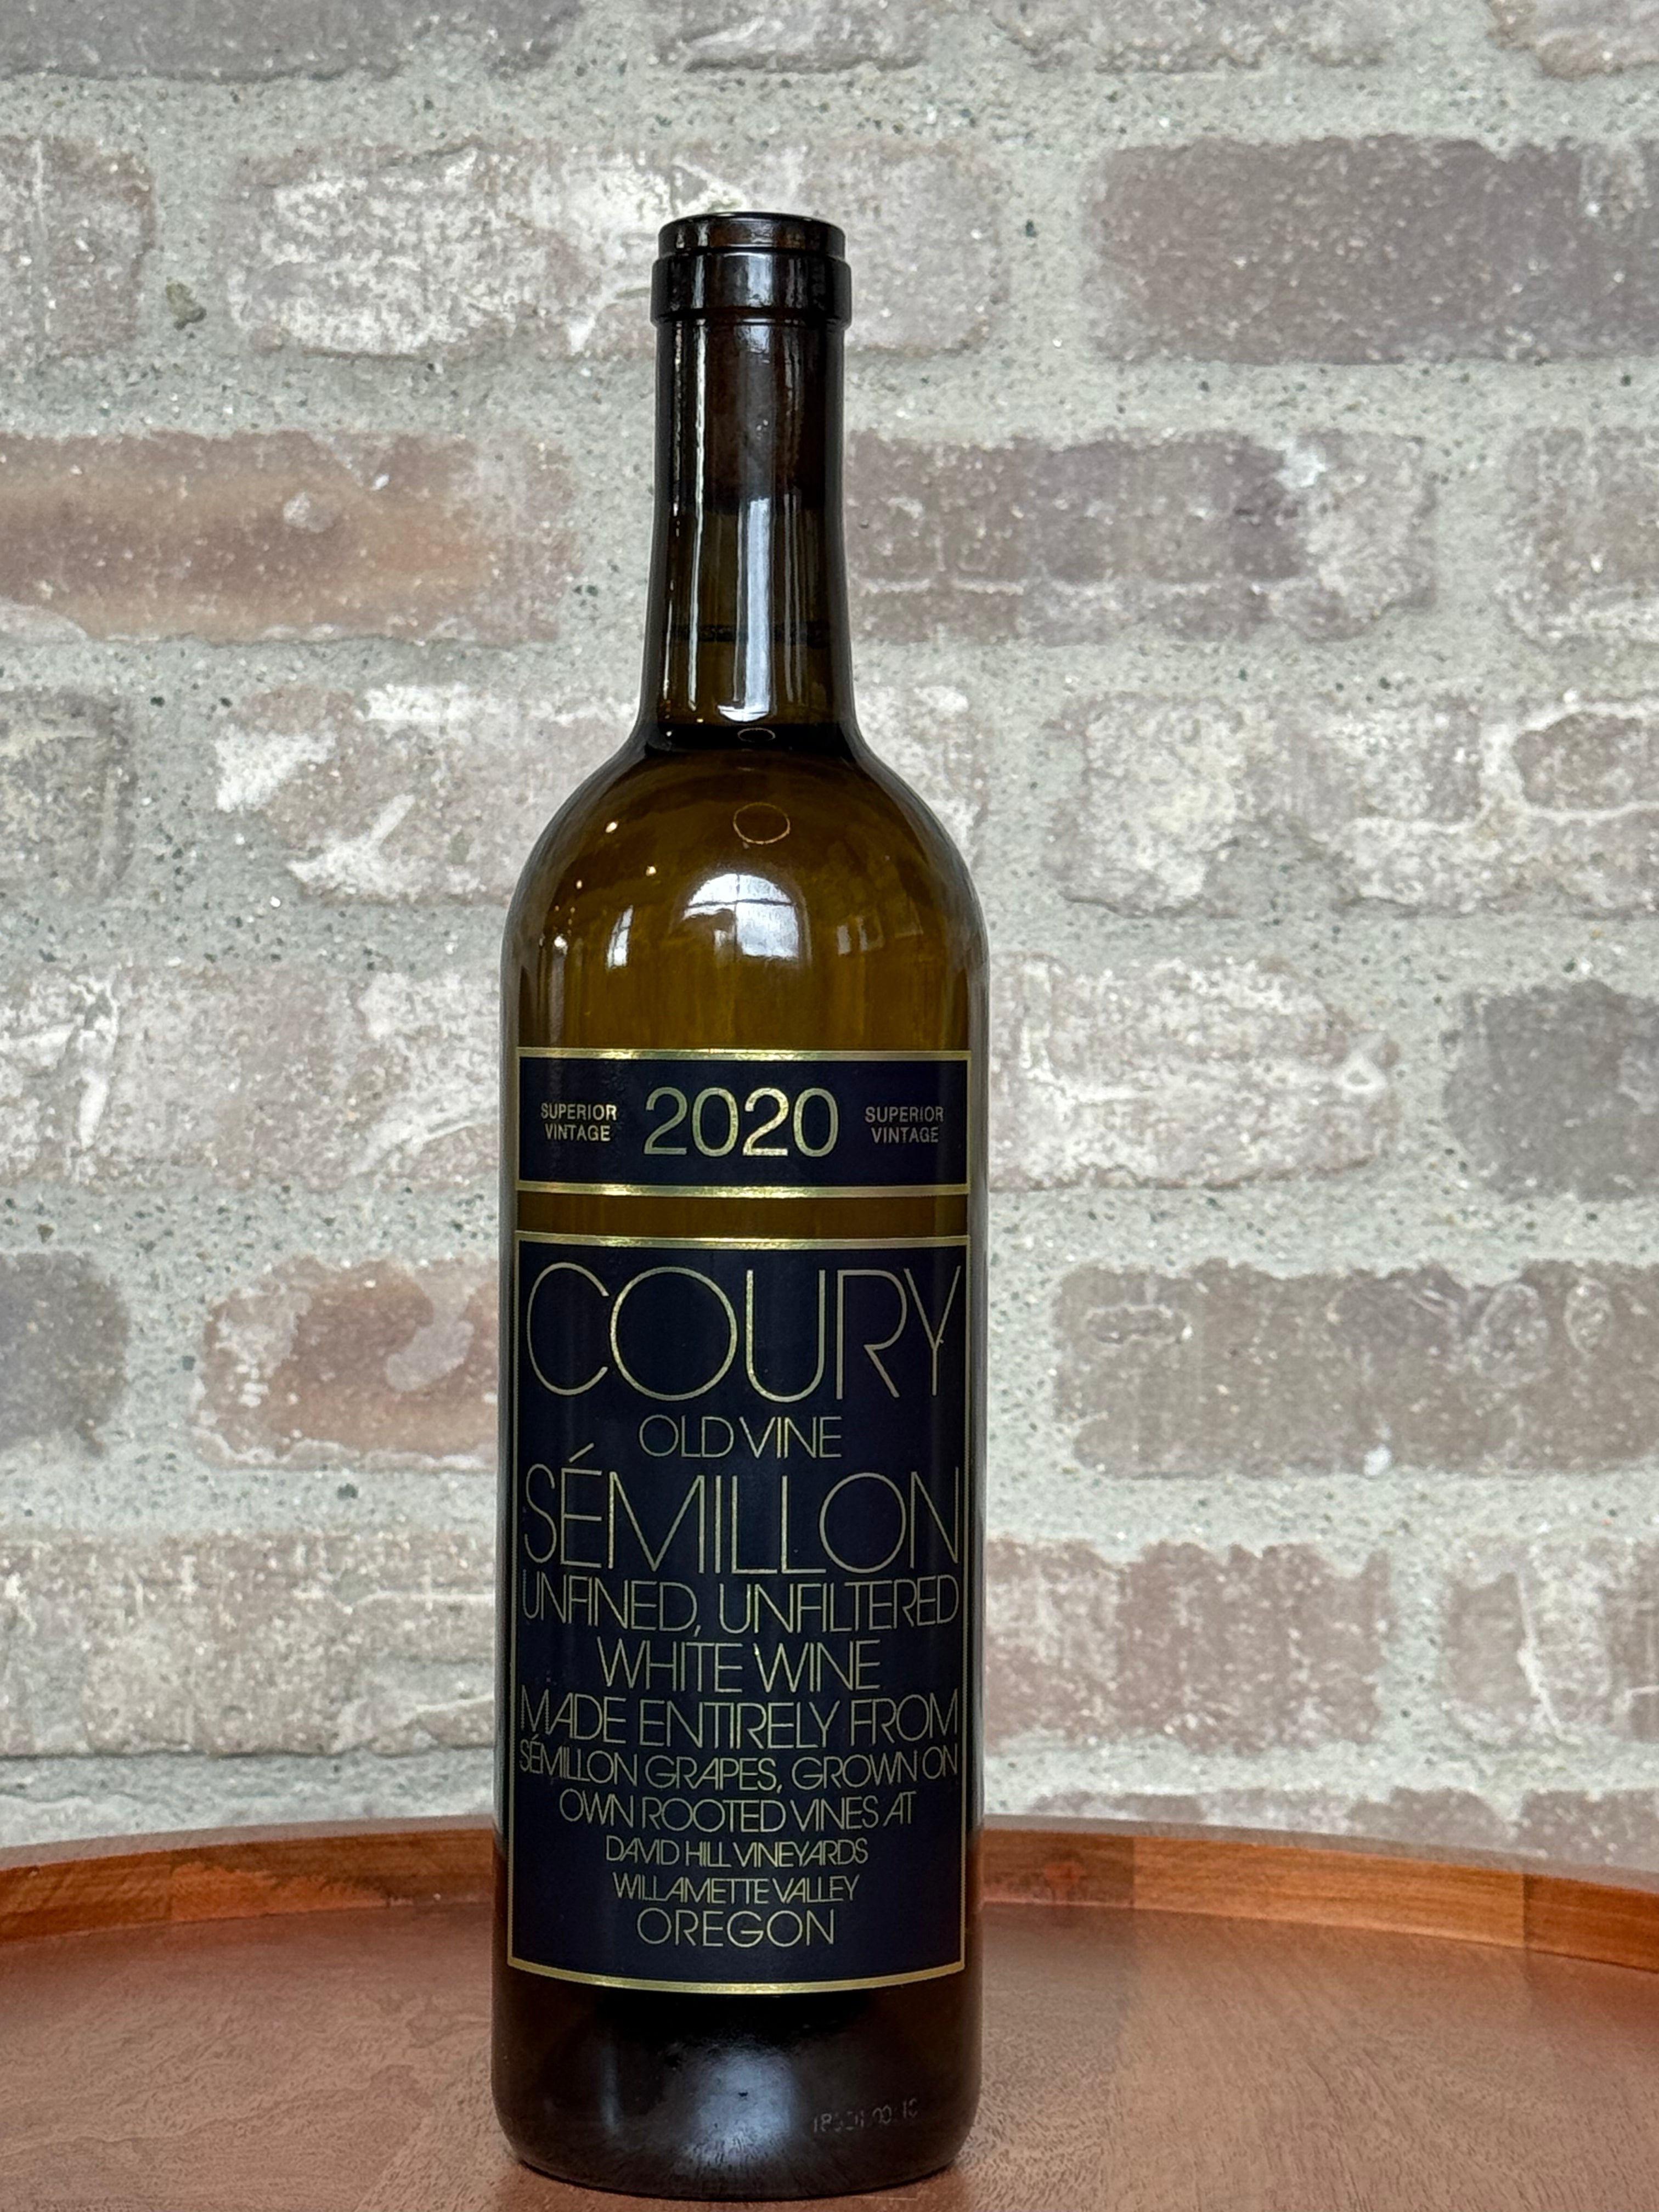 SUPERIOR VINTAGE
2020
SUPERIOR VINTAGE
COURY
OLD VINE
SÉMILLON
UNFINED, UNFILTERED
WHITE WINE
MADE ENTIRELY FROM
SÉMILLON GRAPES, GROWN ON
OWN ROOTED VINES AT
DAVID HILL VINEYARDS
WILLAMETTE VALLEY
OREGON